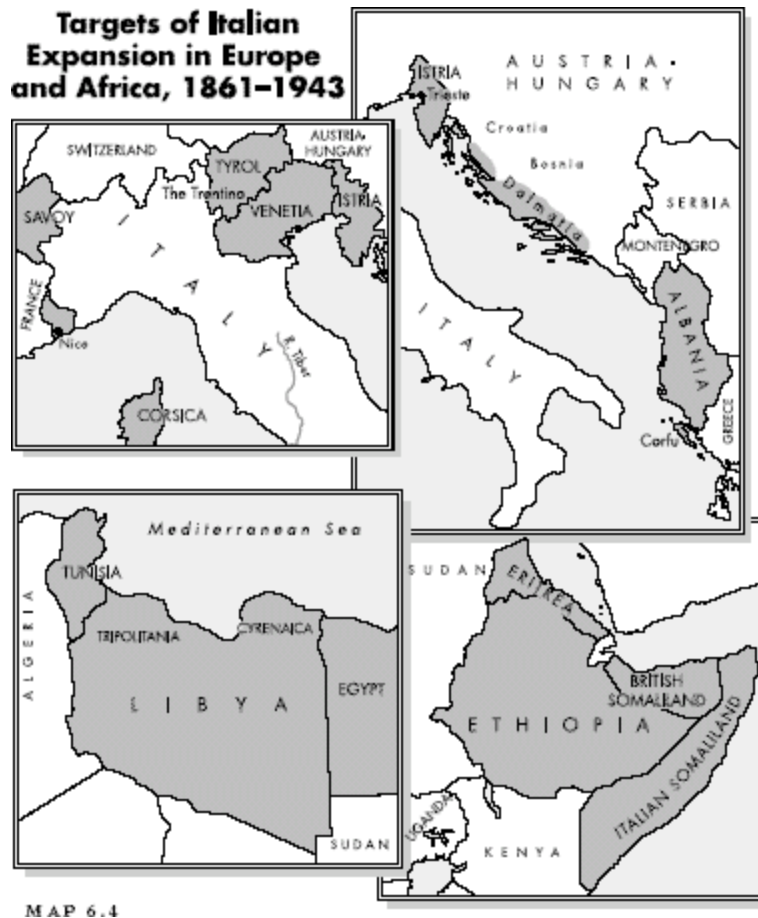 Targets of Italian
Expansion in Europe
and Africa, 1861–1943
SWITZERLAND
AUSTRIA-
HUNGARY
TYROL
The Trentino
VENETIA
ISTRIA
SAVOY
ITALY
FRANCE
Nice
R. Tiber
CORSICA
AUSTRIA-
HUNGARY
ISTRIA
Trieste
Croatia
Bosnia
Dalmatia
SERBIA
MONTENEGRO
ITALY
ALBANIA
Corfu
GREECE
Mediterranean Sea
TUNISIA
ALGERIA
TRIPOLITANIA
CYRENAICA
LIBYA
EGYPT
SUDAN
SUDAN
ERITREA
BRITISH
SOMALILAND
ETHIOPIA
ITALIAN SOMALILAND
UGANDA
KENYA
MAP 6.4